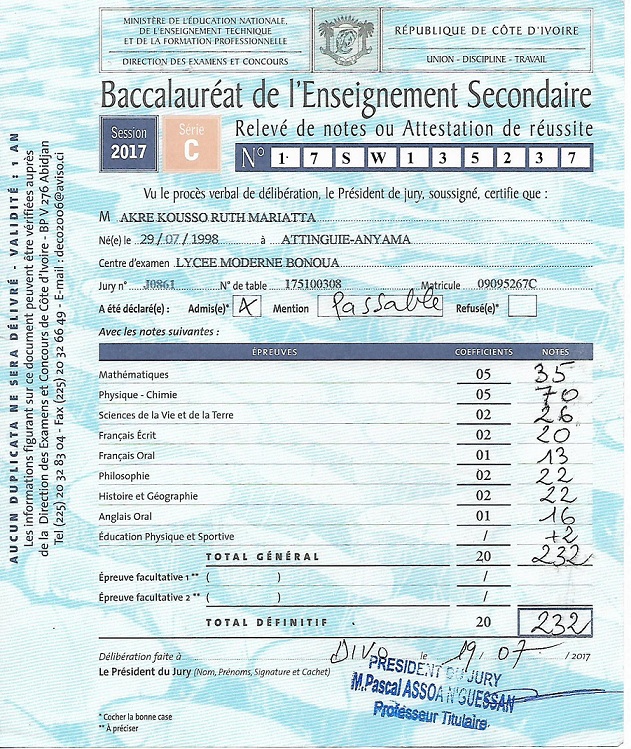 MINISTÈRE DE L'ÉDUCATION NATIONALE,
DE L'ENSEIGNEMENT TECHNIQUE
ET DE LA FORMATION PROFESSIONNELLE
DIRECTION DES EXAMENS ET CONCOURS
RÉPUBLIQUE DE CÔTE D'IVOIRE
UNION - DISCIPLINE - TRAVAIL
Baccalauréat de l'Enseignement Secondaire
Session 2017
Série C
Relevé de notes ou Attestation de réussite
N° 1 7 S W 1 3 5 2 3 7
Vu le procès verbal de délibération, le Président de jury, soussigné, certifie que :
M AKRE KOUSSO RUTH MARIATTA
Né(e) le 29/07/1998 à ATTINGUIE-ANYAMA
Centre d'examen LYCEE MODERNE BONOUA
Jury n° J0861 N° de table 175100308 Matricule 09095267C
A été déclaré(e) : Admis(e)* X Mention Passable Refusé(e)*
Avec les notes suivantes :
ÉPREUVES COEFFICIENTS NOTES
Mathématiques 05 35
Physique - Chimie 05 70
Sciences de la Vie et de la Terre 02 26
Français Écrit 02 20
Français Oral 01 13
Philosophie 02 22
Histoire et Géographie 02 22
Anglais Oral 01 16
Éducation Physique et Sportive / +2
TOTAL GÉNÉRAL 20 232
Épreuve facultative 1 ** ( ) /
Épreuve facultative 2 ** ( ) /
TOTAL DÉFINITIF 20 232
Délibération faite à DIVO le 19/07 / 2017
Le Président du Jury (Nom, Prénoms, Signature et Cachet)
PRESIDENT DU JURY
M. Pascal ASSOA N'GUESSAN
Professeur Titulaire
* Cocher la bonne case
** À préciser
AUCUN DUPLICATA NE SERA DÉLIVRÉ - VALIDITÉ : 1 AN
Les informations figurant sur ce document peuvent être vérifiées auprès
de la Direction des Examens et Concours de Côte d'Ivoire - BP V 276 Abidjan
Tel (225) 20 32 83 04 - Fax (225) 20 32 66 49 - E-mail : deco2006@aviso.ci